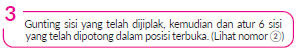 3
Gunting sisi yang telah dijiplak, kemudian dan atur 6 sisi
yang telah dipotong dalam posisi terbuka. (Lihat nomor ②)